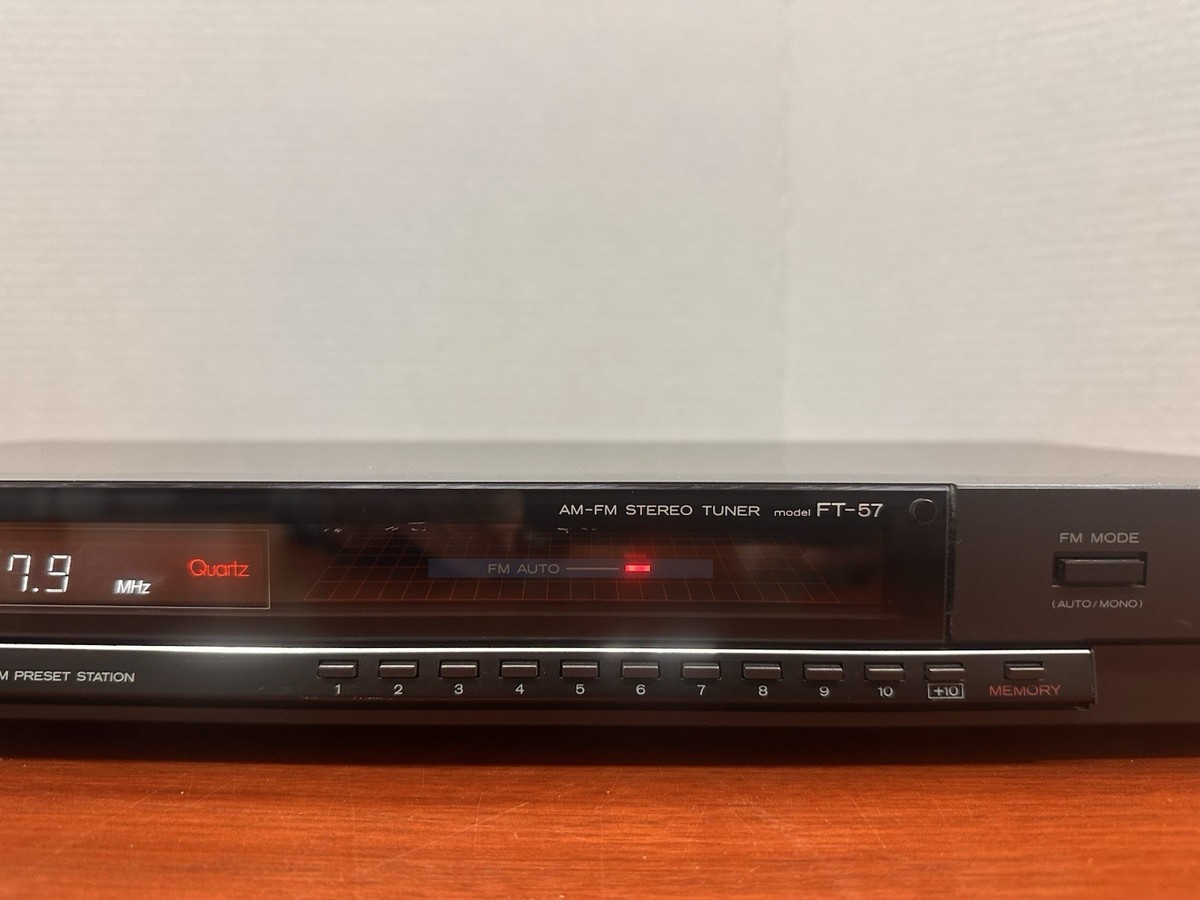 AM-FM STEREO TUNER model FT-57
FM MODE
7.9 MHz Quartz
FM AUTO
(AUTO/MONO)
M PRESET STATION
1 2 3 4 5 6 7 8 9 10 +10 MEMORY